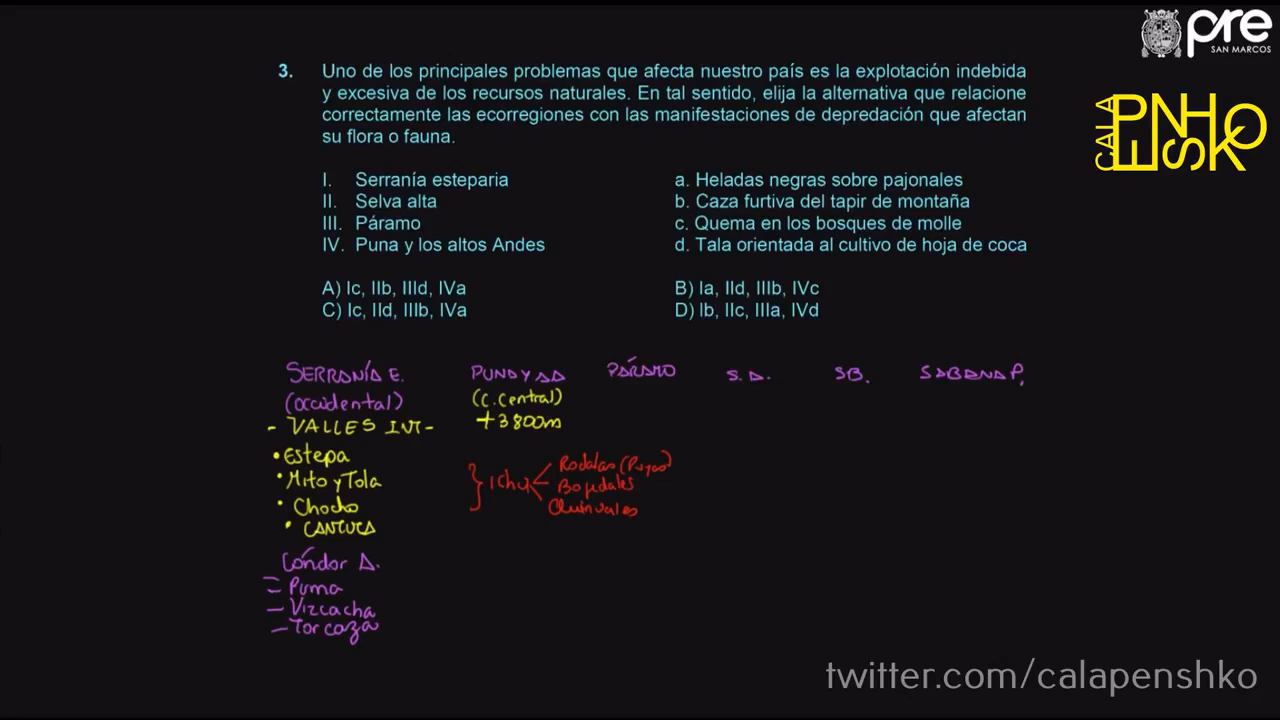 pre
SAN MARCOS
CALA
PENHSKO
3. Uno de los principales problemas que afecta nuestro país es la explotación indebida
y excesiva de los recursos naturales. En tal sentido, elija la alternativa que relacione
correctamente las ecorregiones con las manifestaciones de depredación que afectan
su flora o fauna.
I. Serranía esteparia a. Heladas negras sobre pajonales
II. Selva alta b. Caza furtiva del tapir de montaña
III. Páramo c. Quema en los bosques de molle
IV. Puna y los altos Andes d. Tala orientada al cultivo de hoja de coca
A) Ic, IIb, IIId, IVa B) Ia, IId, IIIb, IVc
C) Ic, IId, IIIb, IVa D) Ib, IIc, IIIa, IVd
SERRANÍA E. PUNA Y AA PÁRAMO S.A. SB. SABANA P.
(occidental) (C. Central)
- VALLES INT - +3800m
• Estepa
• Mito y Tola
• Chocho
• CANTUTA
} Ichu < Rodales (Puyas)
Bofedales
Quinuales
Cóndor A.
= Puma
- Vizcacha
- Torcaza
twitter.com/calapenshko